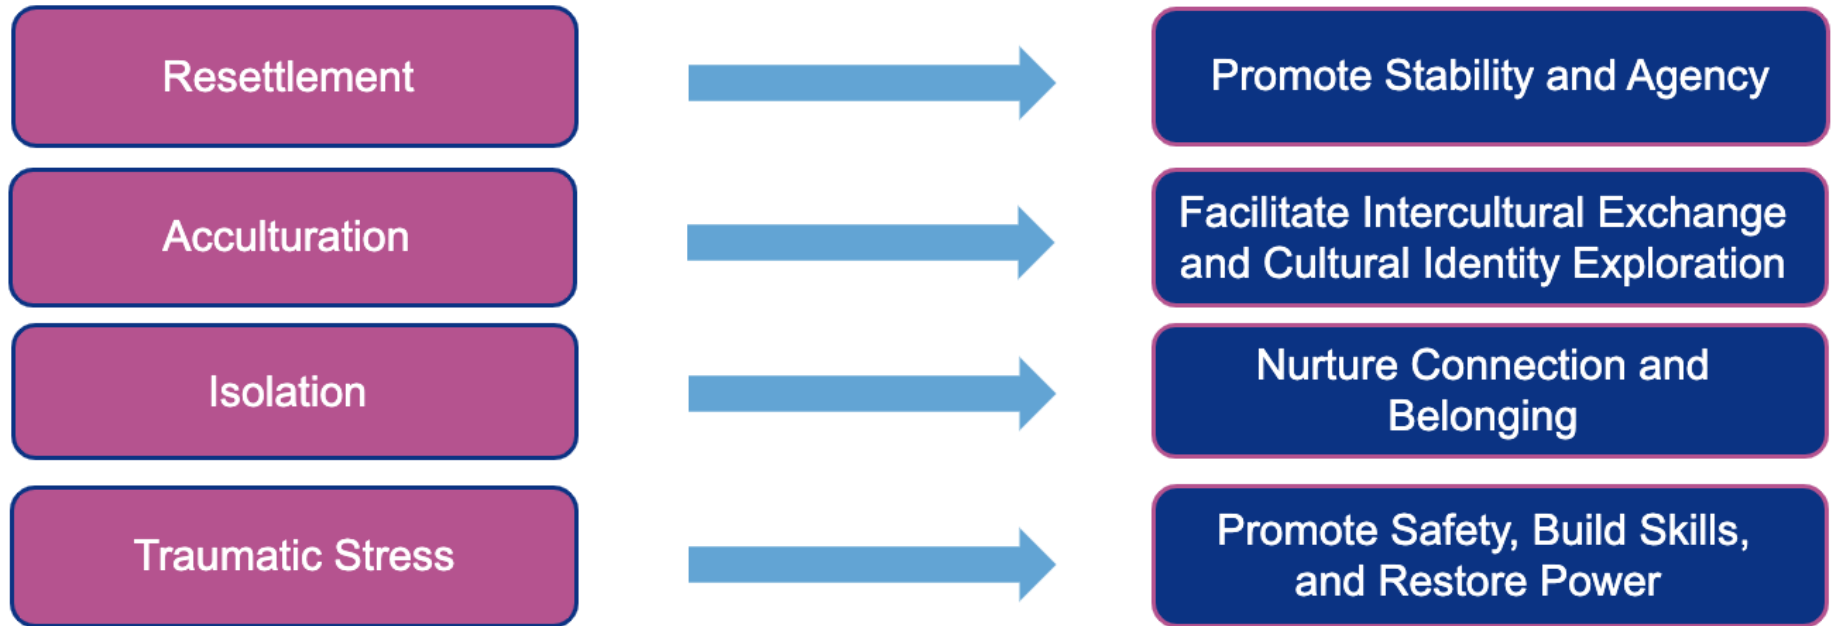 Resettlement
Promote Stability and Agency
Acculturation
Facilitate Intercultural Exchange
and Cultural Identity Exploration
Isolation
Nurture Connection and
Belonging
Traumatic Stress
Promote Safety, Build Skills,
and Restore Power